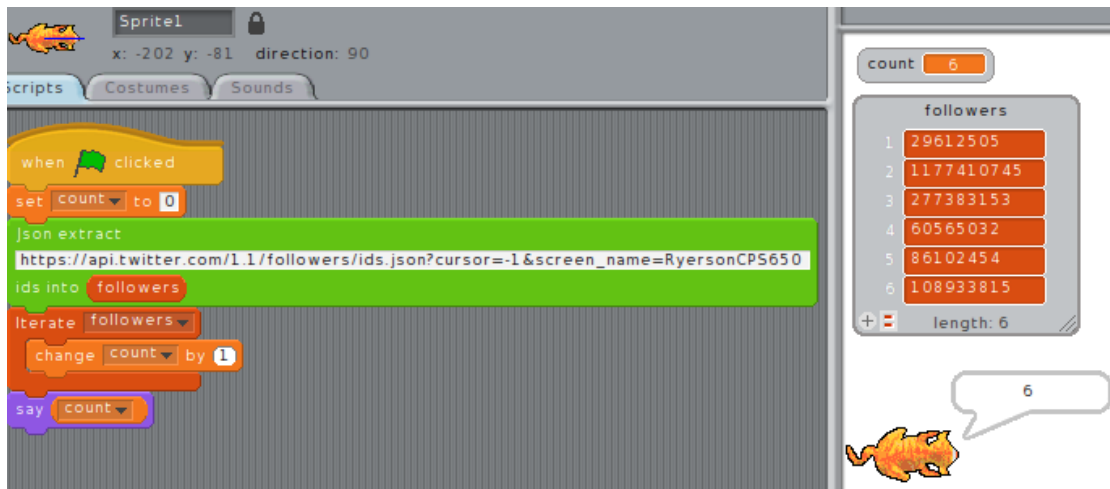 Sprite1
x: -202 y: -81 direction: 90
Scripts Costumes Sounds
when clicked
set count to 0
Json extract
https://api.twitter.com/1.1/followers/ids.json?cursor=-1&screen_name=RyersonCPS650
ids into followers
Iterate followers
change count by 1
say count
count 6
followers
1 29612505
2 1177410745
3 277383153
4 60565032
5 86102454
6 108933815
+ = length: 6
6